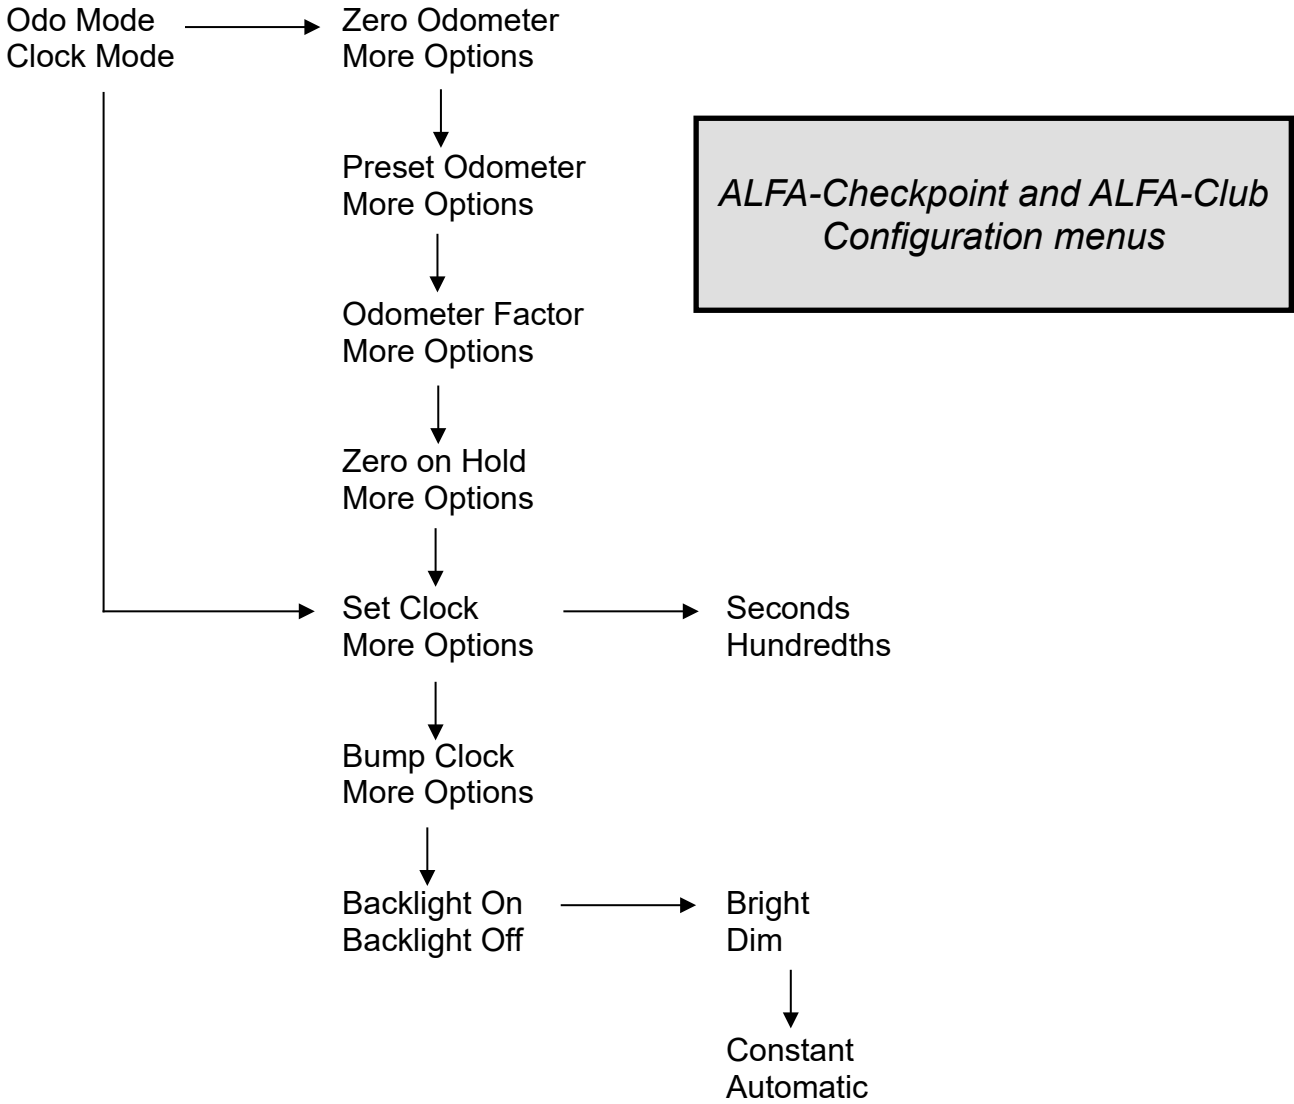 Odo Mode
Clock Mode
Zero Odometer
More Options
Preset Odometer
More Options
ALFA-Checkpoint and ALFA-Club
Configuration menus
Odometer Factor
More Options
Zero on Hold
More Options
Set Clock
More Options
Seconds
Hundredths
Bump Clock
More Options
Backlight On
Backlight Off
Bright
Dim
Constant
Automatic